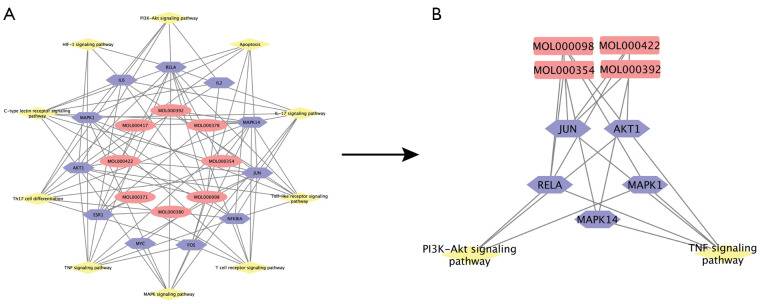 A
PI3K-Akt signaling pathway
HIF-1 signaling pathway
Apoptosis
RELA
IL6
IL2
C-type lectin receptor signaling
pathway
IL-17 signaling pathway
MAPK1
MOL000392
MAPK14
MOL000417
MOL000378
AKT1
MOL000422
MOL000354
JUN
Th17 cell differentiation
MOL000371
MOL000098
Toll-like receptor signaling
pathway
ESR1
MOL000380
NFKBIA
MYC
FOS
TNF signaling pathway
T cell receptor signaling pathway
MAPK signaling pathway
B
MOL000098
MOL000422
MOL000354
MOL000392
JUN
AKT1
RELA
MAPK1
MAPK14
PI3K-Akt signaling
pathway
TNF signaling
pathway